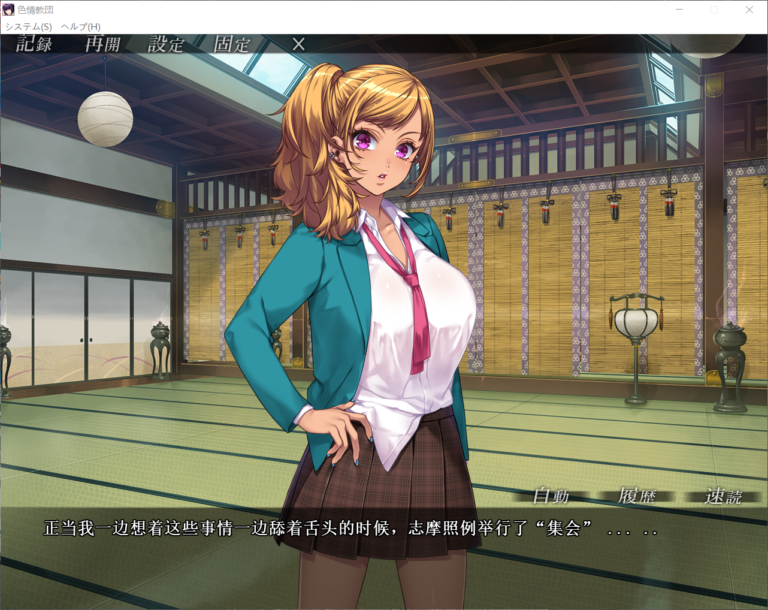 色情教団
システム(S) ヘルプ(H)
記録 再開 設定 固定 ×
自動 履歴 速読
正当我一边想着这些事情一边舔着舌头的时候，志摩照例举行了“集会” ... ..